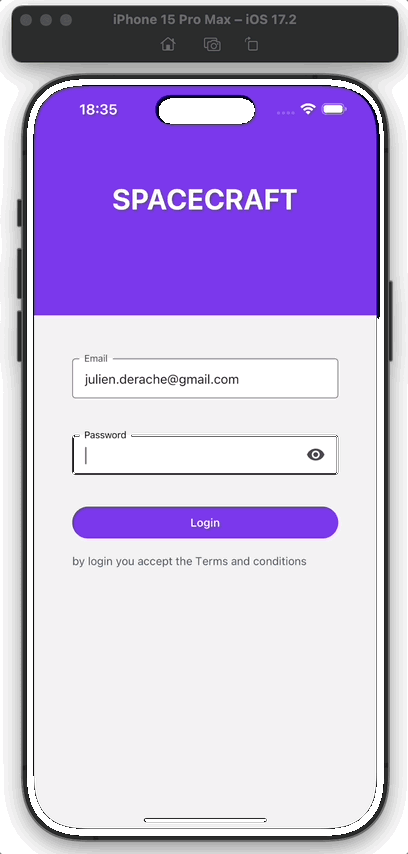 iPhone 15 Pro Max – iOS 17.2
18:35
SPACECRAFT
Email
julien.derache@gmail.com
Password
Login
by login you accept the Terms and conditions